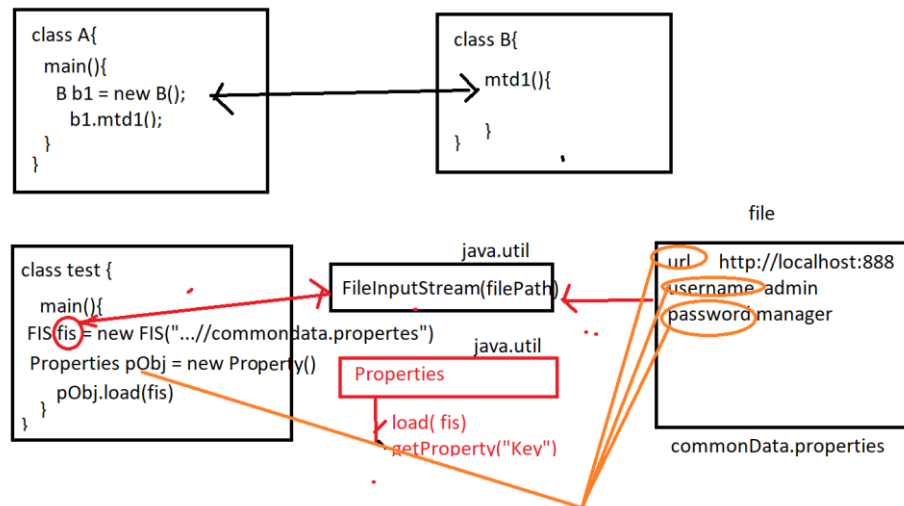 class A{
main(){
B b1 = new B();
b1.mtd1();
}
}
class B{
mtd1(){
}
}
file
class test {
main(){
FIS fis = new FIS("...//commondata.propertes")
Properties pObj = new Property()
pObj.load(fis)
}
}
java.util
FileInputStream(filePath)
java.util
Properties
load( fis)
getProperty("Key")
url http://localhost:888
username admin
password manager
commonData.properties